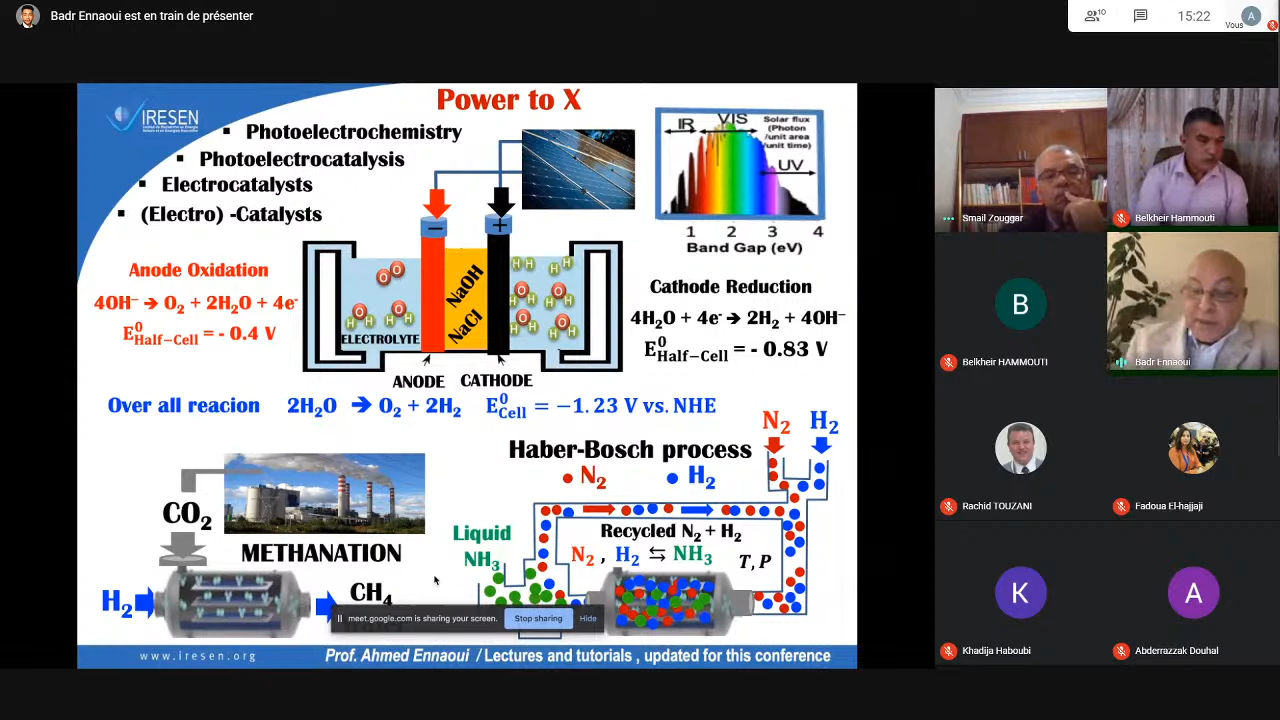 Badr Ennaoui est en train de présenter
10
15:22
A
Vous
IRESEN
Power to X
Photoelectrochemistry
Photoelectrocatalysis
Electrocatalysts
(Electro) -Catalysts
IR
VIS
Solar flux
(Photon
/unit area
/unit time)
UV
1 2 3 4
Band Gap (eV)
− +
Anode Oxidation
4OH⁻ → O₂ + 2H₂O + 4e⁻
E⁰Half−Cell = - 0.4 V
O O
O H H
O H H
NaOH
NaCl
H H H H
O H H
O H H
O H H
O H H
ELECTROLYTE
ANODE CATHODE
Cathode Reduction
4H₂O + 4e⁻ → 2H₂ + 4OH⁻
E⁰Half−Cell = - 0.83 V
Over all reacion 2H₂O → O₂ + 2H₂ E⁰Cell = −1.23 V vs. NHE
N₂ H₂
Haber-Bosch process
N₂ H₂
CO₂
METHANATION
H₂
CH₄
Liquid
NH₃
Recycled N₂ + H₂
N₂ , H₂ ⇆ NH₃
T, P
meet.google.com is sharing your screen. Stop sharing Hide
www.iresen.org
Prof. Ahmed Ennaoui / Lectures and tutorials , updated for this conference
Smail Zouggar
Belkheir Hammouti
B
Belkheir HAMMOUTI
Badr Ennaoui
Rachid TOUZANI
Fadoua El-hajjaji
K
Khadija Haboubi
A
Abderrazzak Douhal